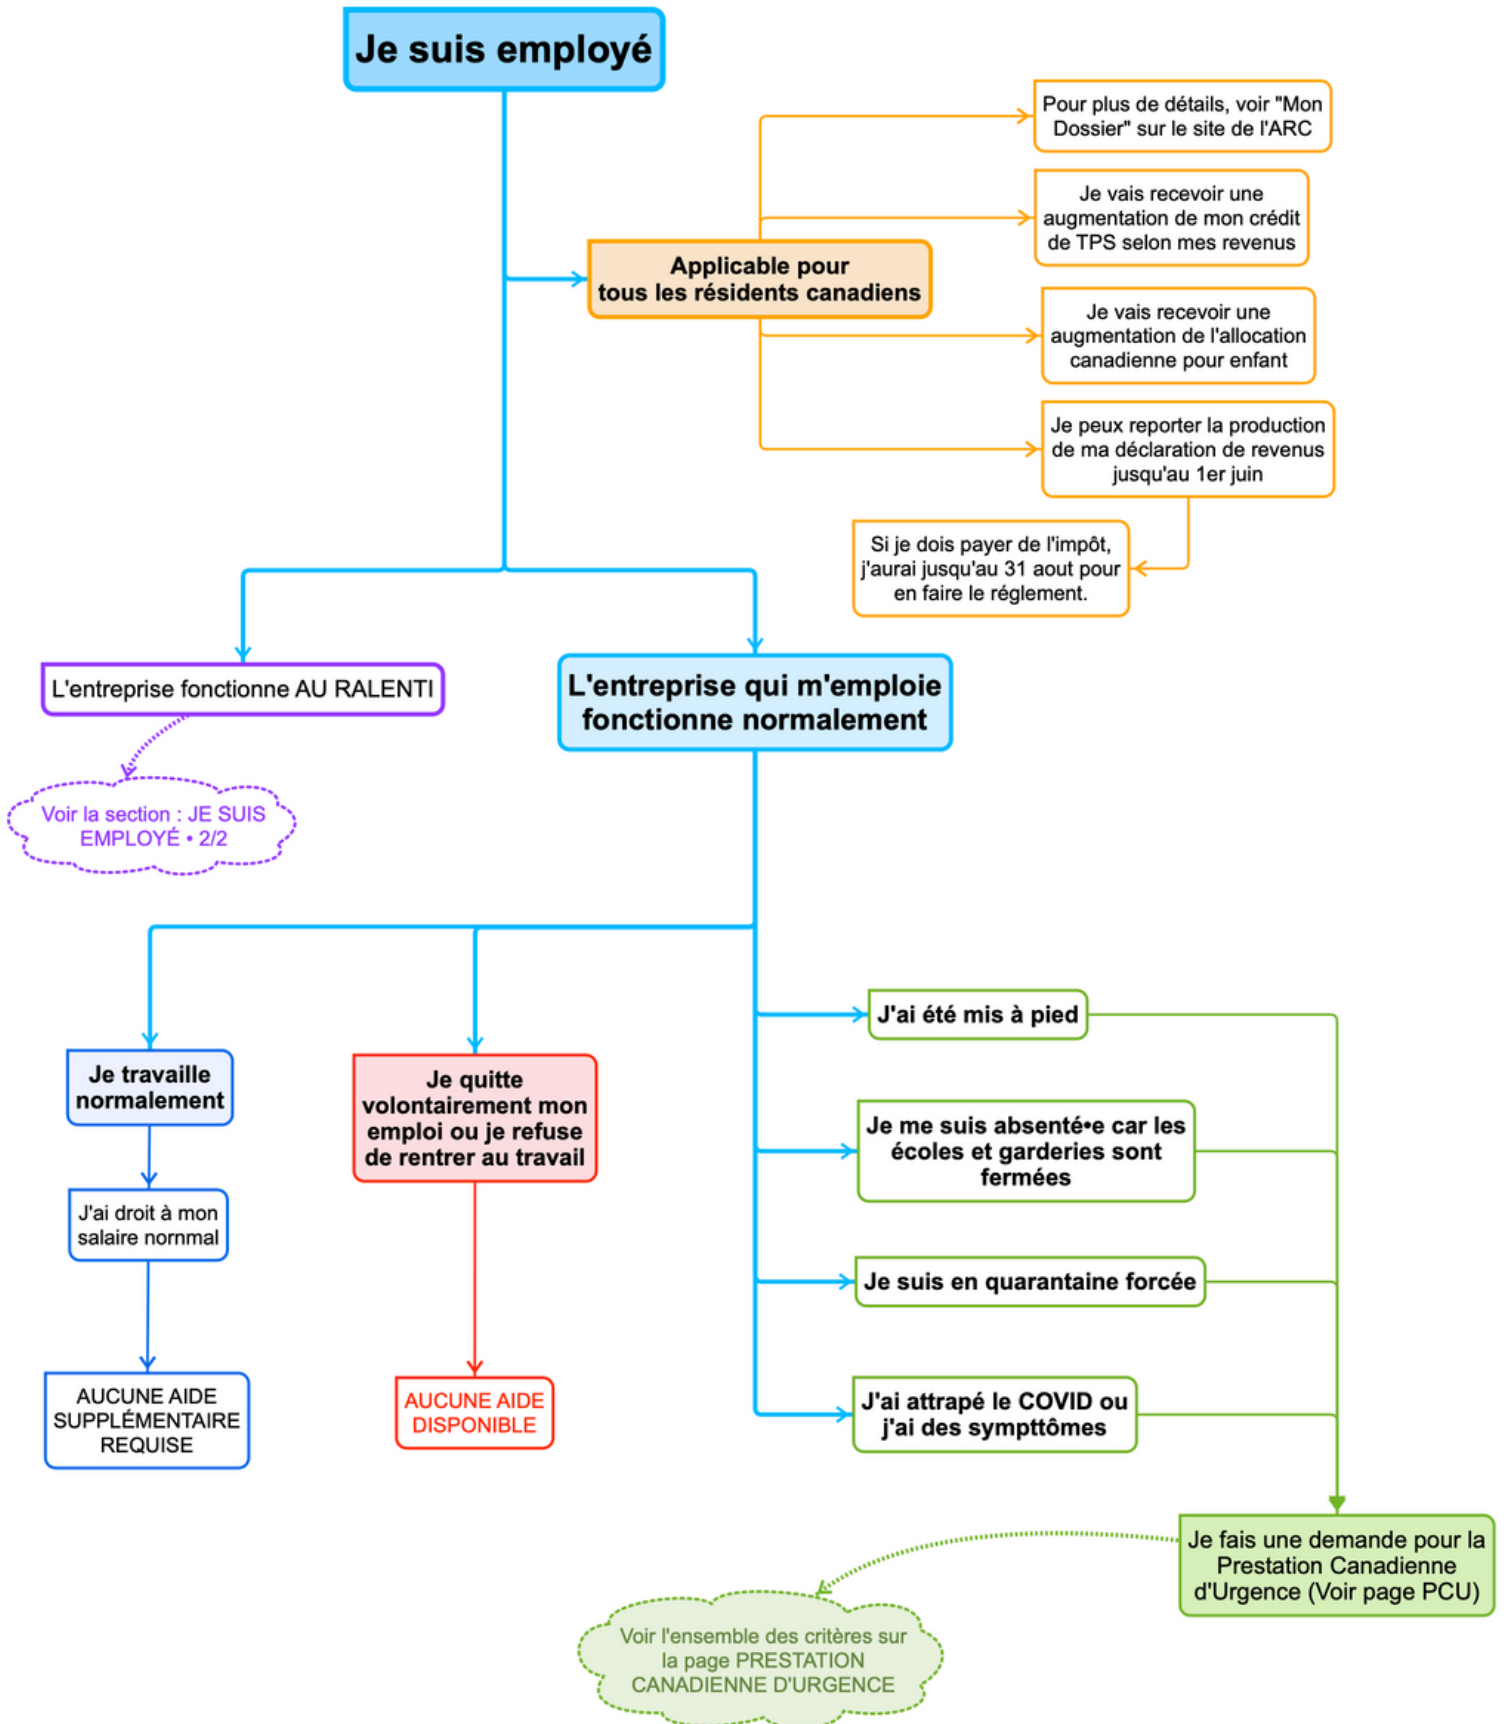 Je suis employé
Pour plus de détails, voir "Mon
Dossier" sur le site de l'ARC
Je vais recevoir une
augmentation de mon crédit
de TPS selon mes revenus
Applicable pour
tous les résidents canadiens
Je vais recevoir une
augmentation de l'allocation
canadienne pour enfant
Je peux reporter la production
de ma déclaration de revenus
jusqu'au 1er juin
Si je dois payer de l'impôt,
j'aurai jusqu'au 31 aout pour
en faire le réglement.
L'entreprise fonctionne AU RALENTI
L'entreprise qui m'emploie
fonctionne normalement
Voir la section : JE SUIS
EMPLOYÉ • 2/2
J'ai été mis à pied
Je travaille
normalement
Je quitte
volontairement mon
emploi ou je refuse
de rentrer au travail
Je me suis absenté•e car les
écoles et garderies sont
fermées
J'ai droit à mon
salaire nornmal
Je suis en quarantaine forcée
AUCUNE AIDE
SUPPLÉMENTAIRE
REQUISE
AUCUNE AIDE
DISPONIBLE
J'ai attrapé le COVID ou
j'ai des sympttômes
Je fais une demande pour la
Prestation Canadienne
d'Urgence (Voir page PCU)
Voir l'ensemble des critères sur
la page PRESTATION
CANADIENNE D'URGENCE